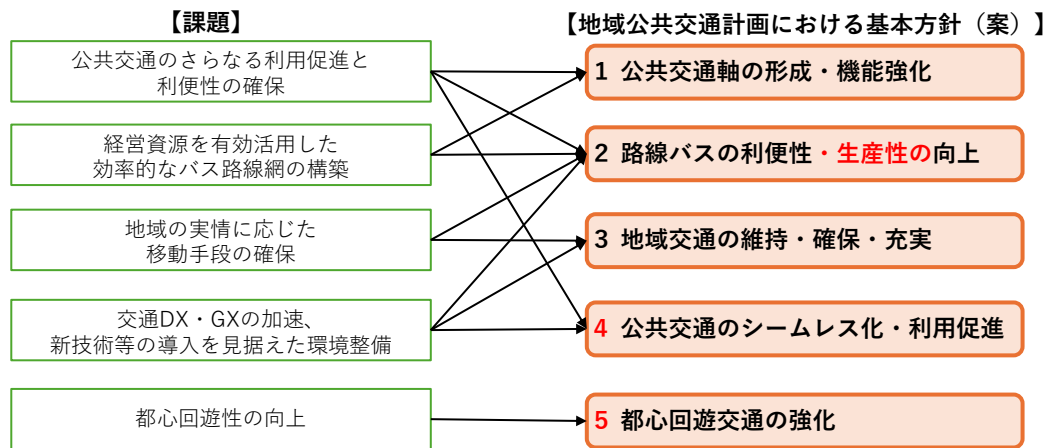 【課題】
【地域公共交通計画における基本方針（案）】
公共交通のさらなる利用促進と
利便性の確保
経営資源を有効活用した
効率的なバス路線網の構築
地域の実情に応じた
移動手段の確保
交通DX・GXの加速、
新技術等の導入を見据えた環境整備
都心回遊性の向上
1 公共交通軸の形成・機能強化
2 路線バスの利便性・生産性の向上
3 地域交通の維持・確保・充実
4 公共交通のシームレス化・利用促進
5 都心回遊交通の強化